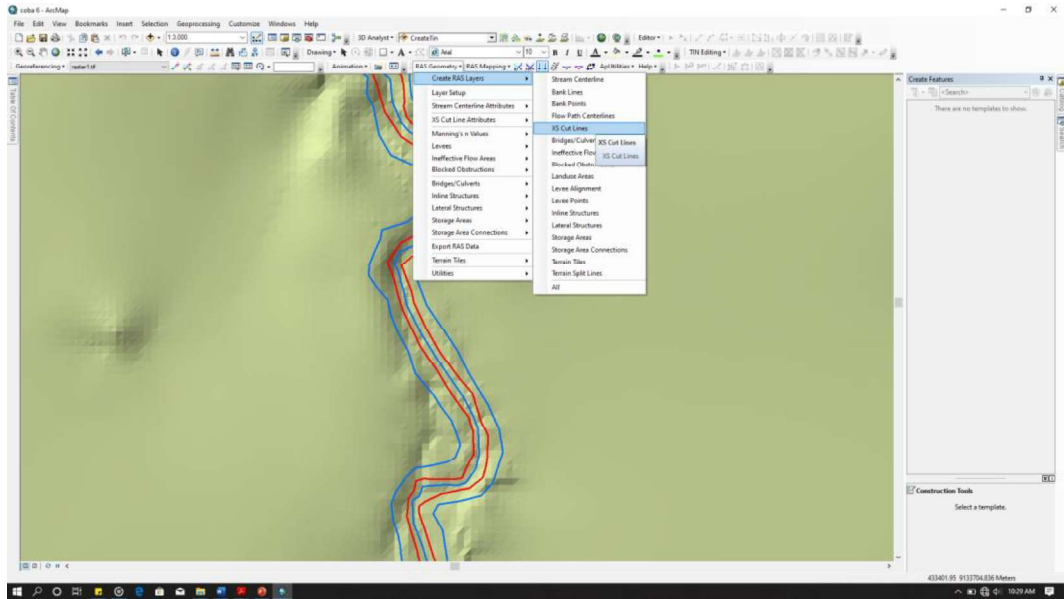 coba 6 - ArcMap
File Edit View Bookmarks Insert Selection Geoprocessing Customize Windows Help
1:3.000
3D Analyst
CreateTin
Editor
Drawing
Arial
10
B I U A
TIN Editing
Georeferencing
raster1.tif
Animation
RAS Geometry
RAS Mapping
ApUtilities
Help
Table Of Contents
Create RAS Layers
Layer Setup
Stream Centerline Attributes
XS Cut Line Attributes
Manning's n Values
Levees
Ineffective Flow Areas
Blocked Obstructions
Bridges/Culverts
Inline Structures
Lateral Structures
Storage Areas
Storage Area Connections
Export RAS Data
Terrain Tiles
Utilities
Stream Centerline
Bank Lines
Bank Points
Flow Path Centerlines
XS Cut Lines
Bridges/Culver
XS Cut Lines
Ineffective Flow
XS Cut Lines
Landuse Areas
Levee Alignment
Levee Points
Inline Structures
Lateral Structures
Storage Areas
Storage Area Connections
Terrain Tiles
Terrain Split Lines
All
Create Features
<Search>
There are no templates to show.
Catalog
Search
Construction Tools
Select a template.
433401.95 9133704.836 Meters
10:29 AM